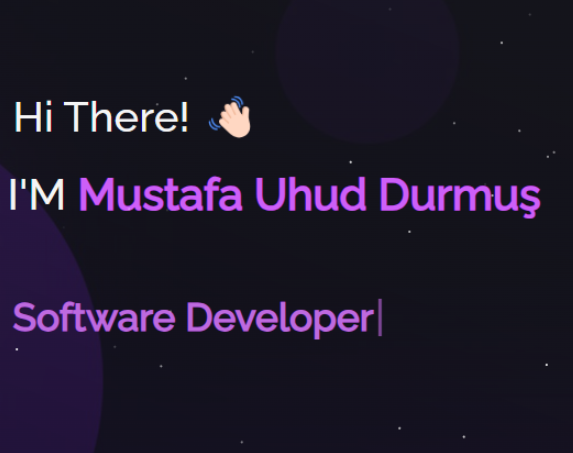 Hi There! 👋🏻
I'M Mustafa Uhud Durmuş
Software Developer|